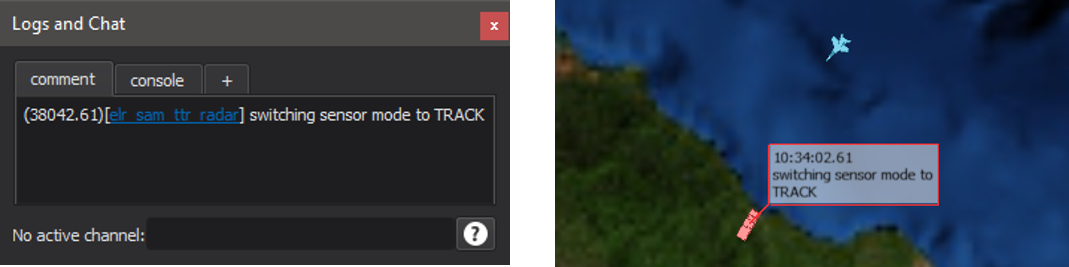 Logs and Chat
x
comment
console
+
(38042.61)[elr_sam_ttr_radar] switching sensor mode to TRACK
No active channel:
?
10:34:02.61
switching sensor mode to
TRACK